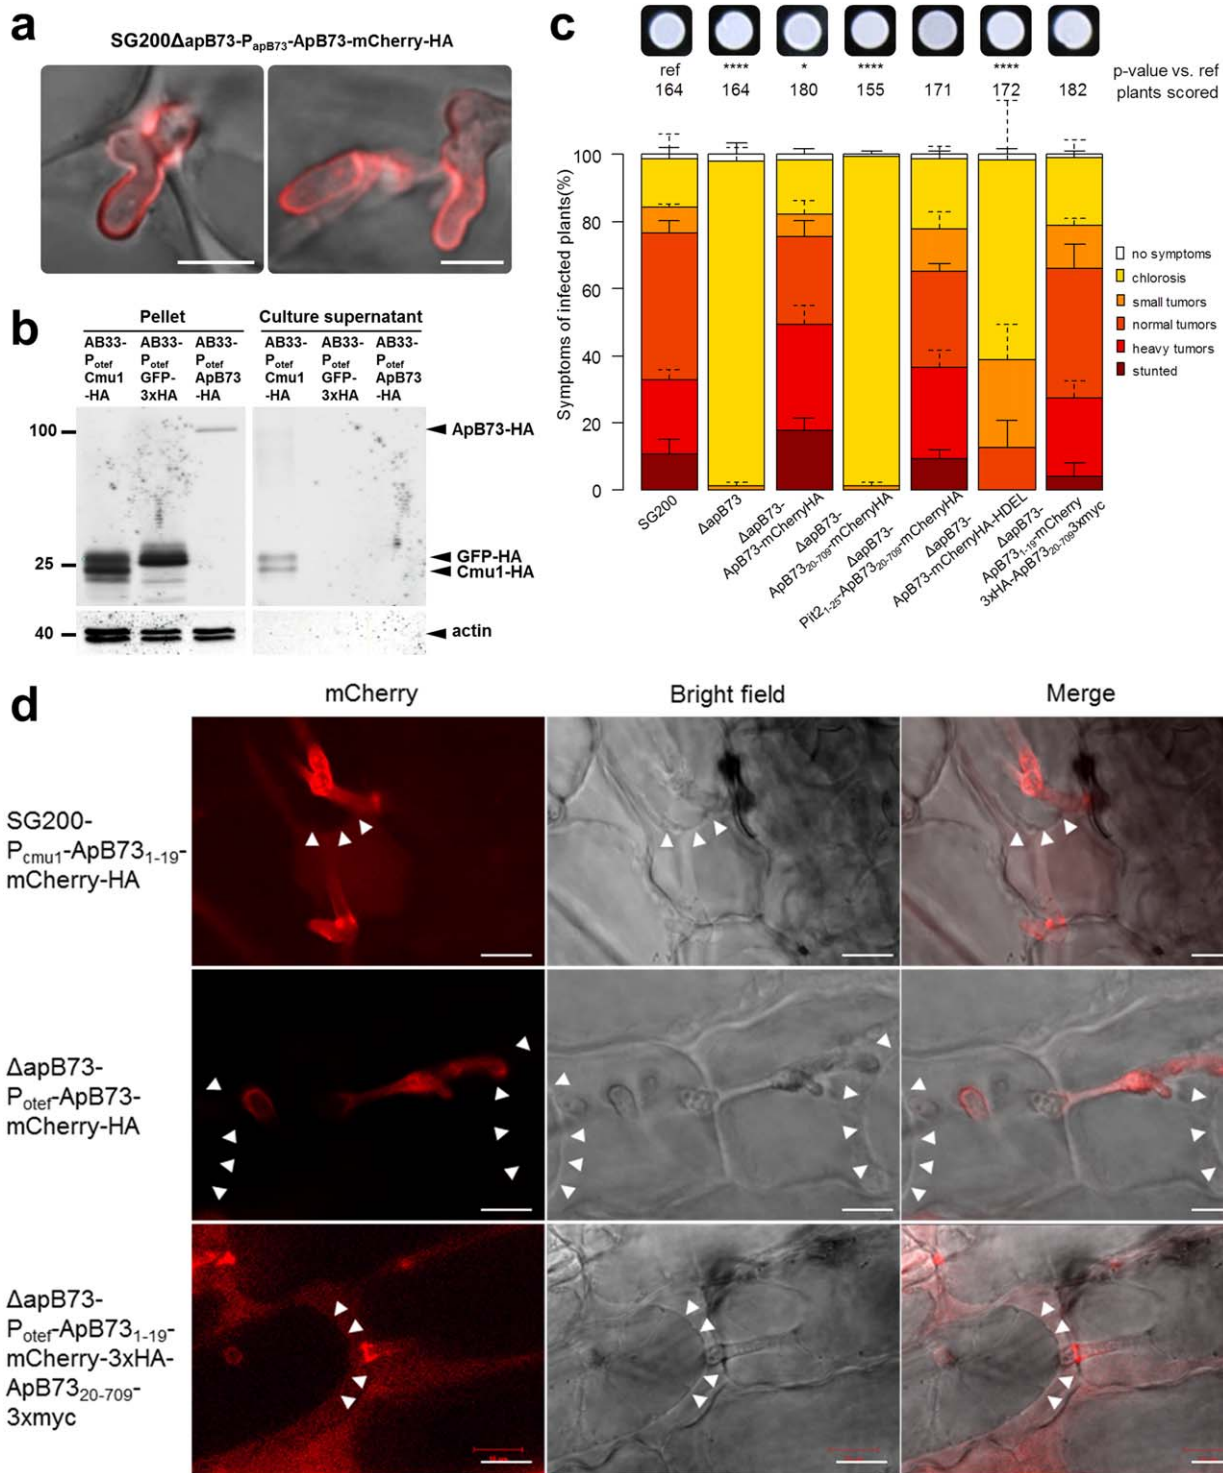 a
SG200ΔapB73-PapB73-ApB73-mCherry-HA
b
Pellet
Culture supernatant
AB33-
Potef
Cmu1
-HA
AB33-
Potef
GFP-
3xHA
AB33-
Potef
ApB73
-HA
AB33-
Potef
Cmu1
-HA
AB33-
Potef
GFP-
3xHA
AB33-
Potef
ApB73
-HA
100
ApB73-HA
25
GFP-HA
Cmu1-HA
40
actin
c
ref **** * **** **** p-value vs. ref
164 164 180 155 171 172 182 plants scored
Symptoms of infected plants(%)
100
80
60
40
20
0
no symptoms
chlorosis
small tumors
normal tumors
heavy tumors
stunted
SG200
ΔapB73
ΔapB73-
ApB73-mCherryHA
ΔapB73-
ApB7320-709-mCherryHA
ΔapB73-
Pit21-25-ApB7320-709-mCherryHA
ΔapB73-
ApB73-mCherryHA-HDEL
ΔapB73-
ApB731-19-mCherry
3xHA-ApB7320-7093xmyc
d
mCherry
Bright field
Merge
SG200-
Pcmu1-ApB731-19-
mCherry-HA
ΔapB73-
Potef-ApB73-
mCherry-HA
ΔapB73-
Potef-ApB731-19-
mCherry-3xHA-
ApB7320-709-
3xmyc